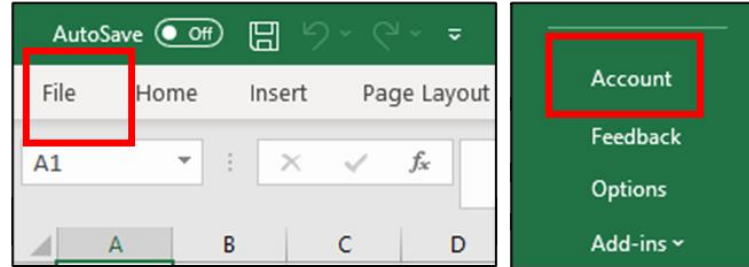 AutoSave Off
File Home Insert Page Layout
A1 fx
A B C D
Account
Feedback
Options
Add-ins